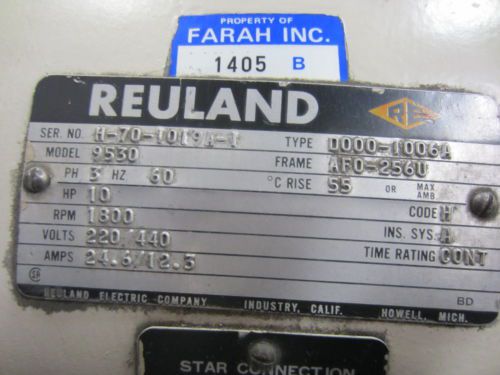 PROPERTY OF
FARAH INC.
1405 B
REULAND RE
SER. NO. H-70-1019A-1 TYPE D000-1006A
MODEL 9530 FRAME AFO-256U
PH 3 HZ 60 °C RISE 55 OR MAX. AMB
HP 10 CODE H
RPM 1800 INS. SYS. A
VOLTS 220/440 TIME RATING CONT
AMPS 24.6/12.3
BD
REULAND ELECTRIC COMPANY INDUSTRY, CALIF. HOWELL, MICH.
STAR CONNECTION